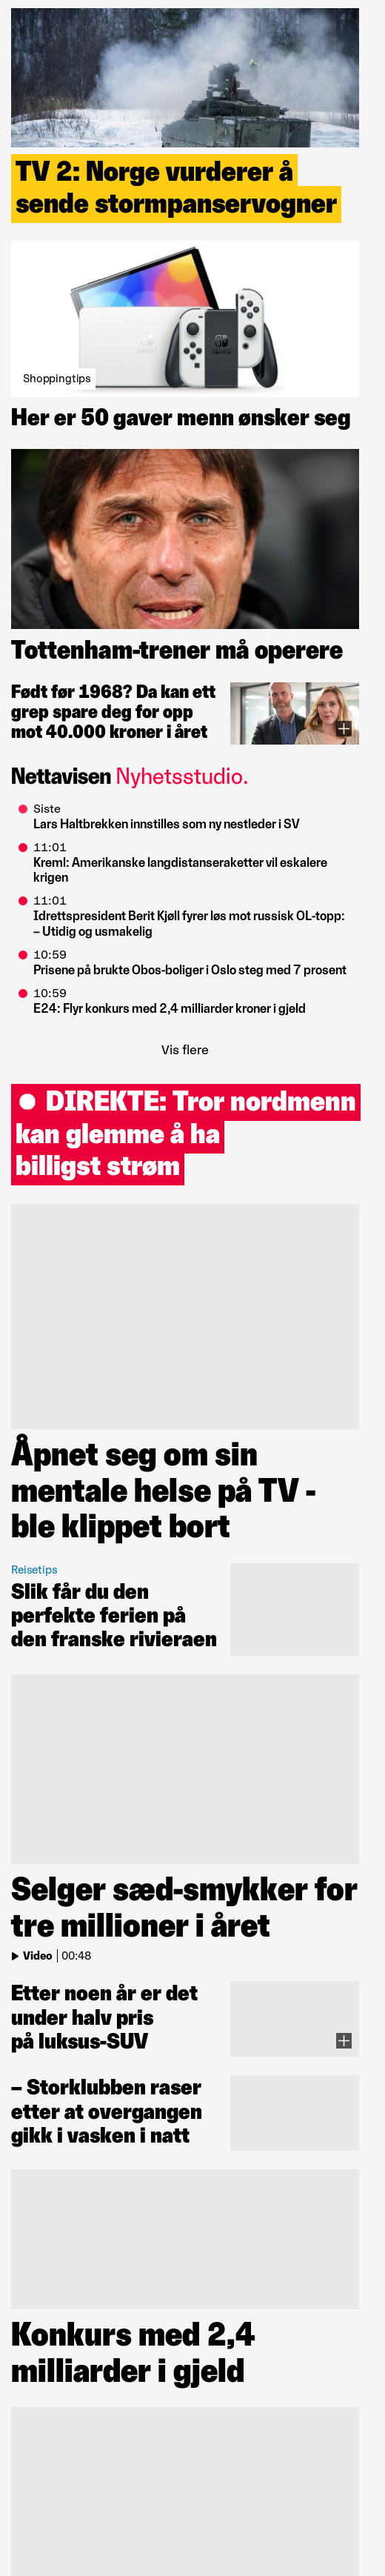 TV 2: Norge vurderer å
sende stormpanservogner
Shoppingtips
Her er 50 gaver menn ønsker seg
Tottenham-trener må operere
Født før 1968? Da kan ett
grep spare deg for opp
mot 40.000 kroner i året
Nettavisen Nyhetsstudio.
Siste
Lars Haltbrekken innstilles som ny nestleder i SV
11:01
Kreml: Amerikanske langdistanseraketter vil eskalere
krigen
11:01
Idrettspresident Berit Kjøll fyrer løs mot russisk OL-topp:
– Utidig og usmakelig
10:59
Prisene på brukte Obos-boliger i Oslo steg med 7 prosent
10:59
E24: Flyr konkurs med 2,4 milliarder kroner i gjeld
Vis flere
DIREKTE: Tror nordmenn
kan glemme å ha
billigst strøm
Åpnet seg om sin
mentale helse på TV -
ble klippet bort
Reisetips
Slik får du den
perfekte ferien på
den franske rivieraen
Selger sæd-smykker for
tre millioner i året
Video | 00:48
Etter noen år er det
under halv pris
på luksus-SUV
– Storklubben raser
etter at overgangen
gikk i vasken i natt
Konkurs med 2,4
milliarder i gjeld